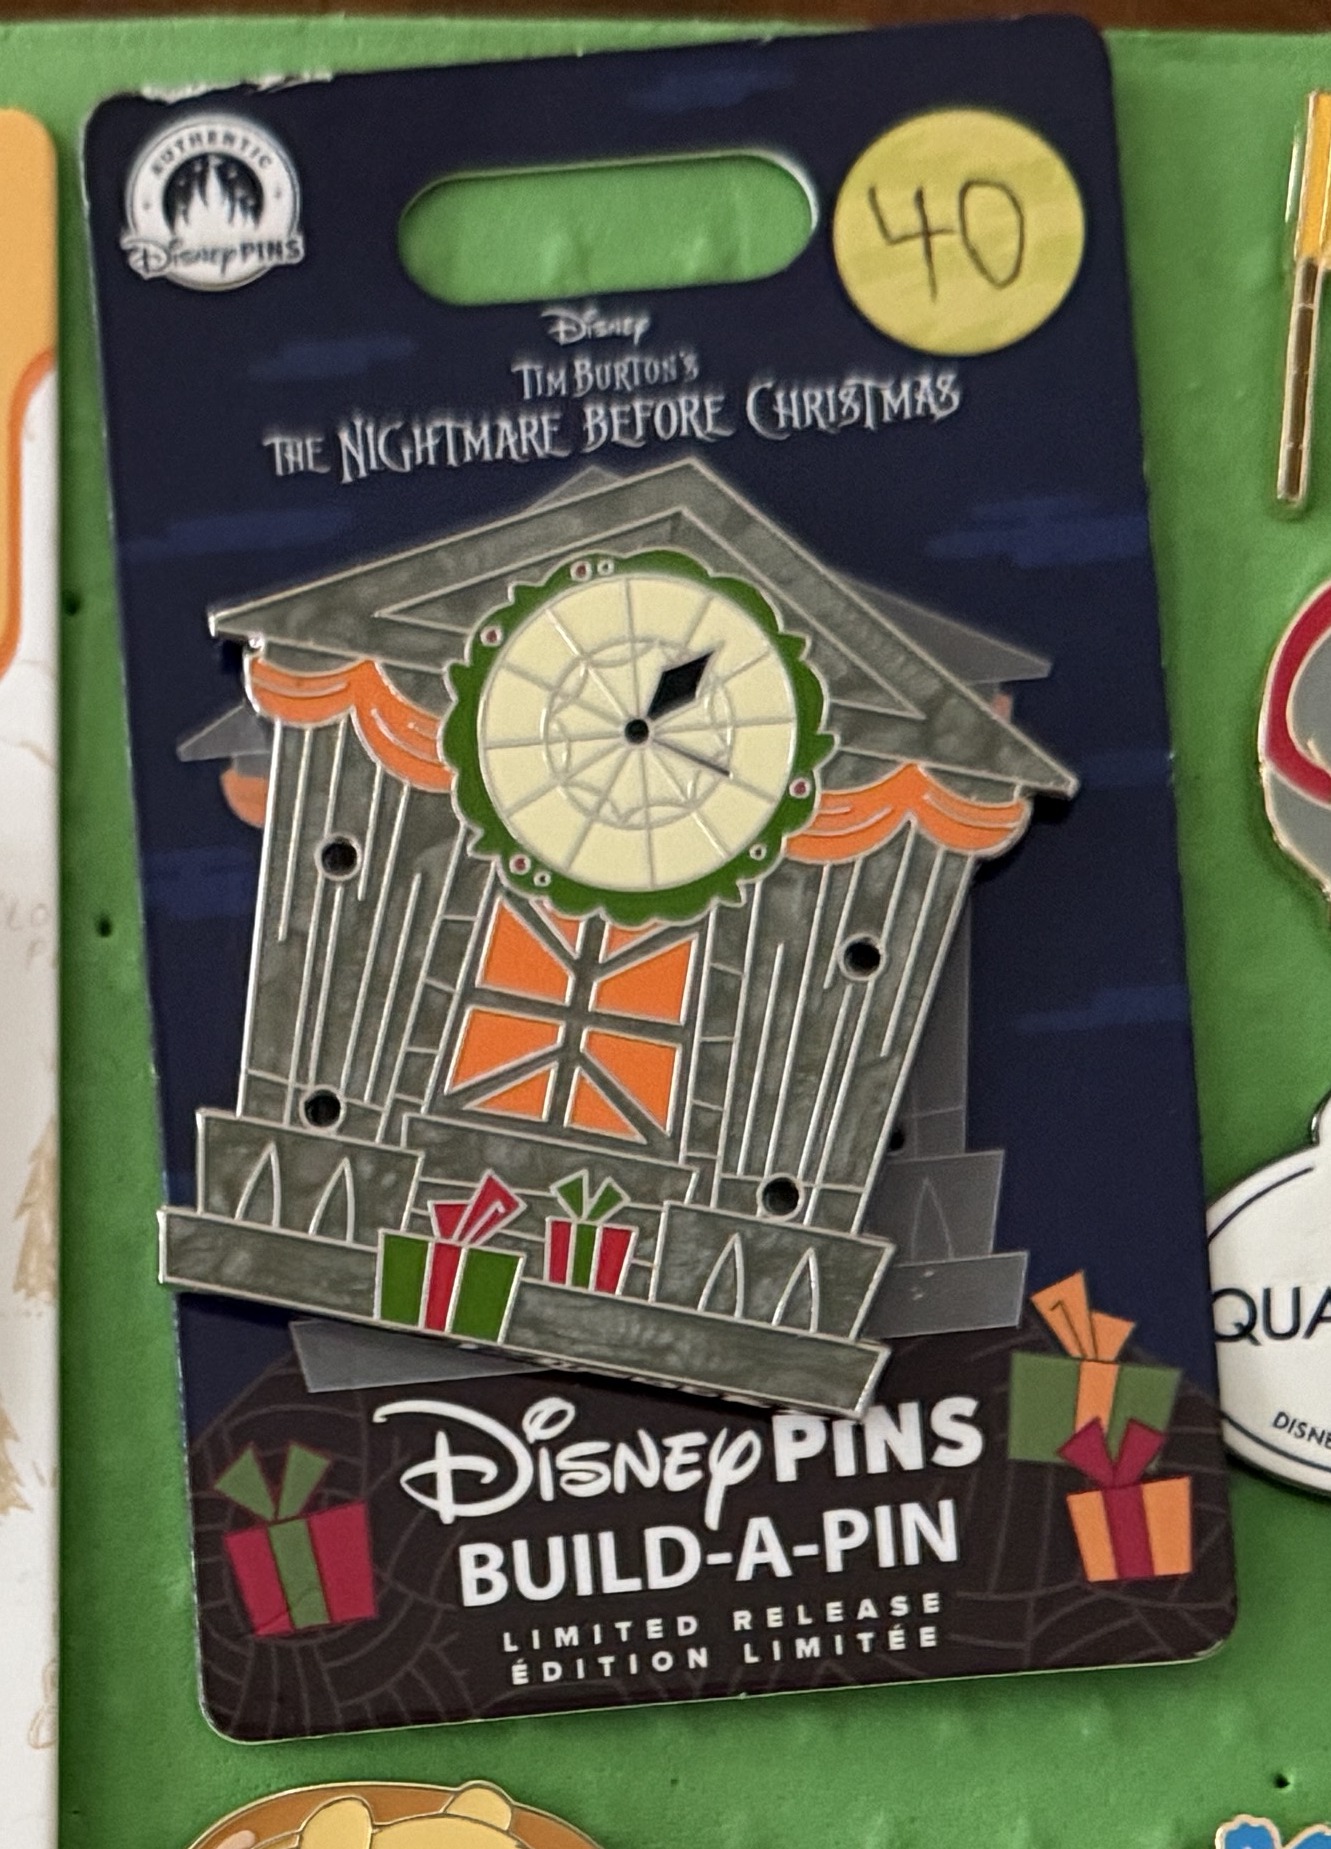 AUTHENTIC
Disney PINS
40
Disney
TIM BURTON'S
THE NIGHTMARE BEFORE CHRISTMAS
Disney PINS
BUILD-A-PIN
LIMITED RELEASE
ÉDITION LIMITÉE
QUA
DISNE